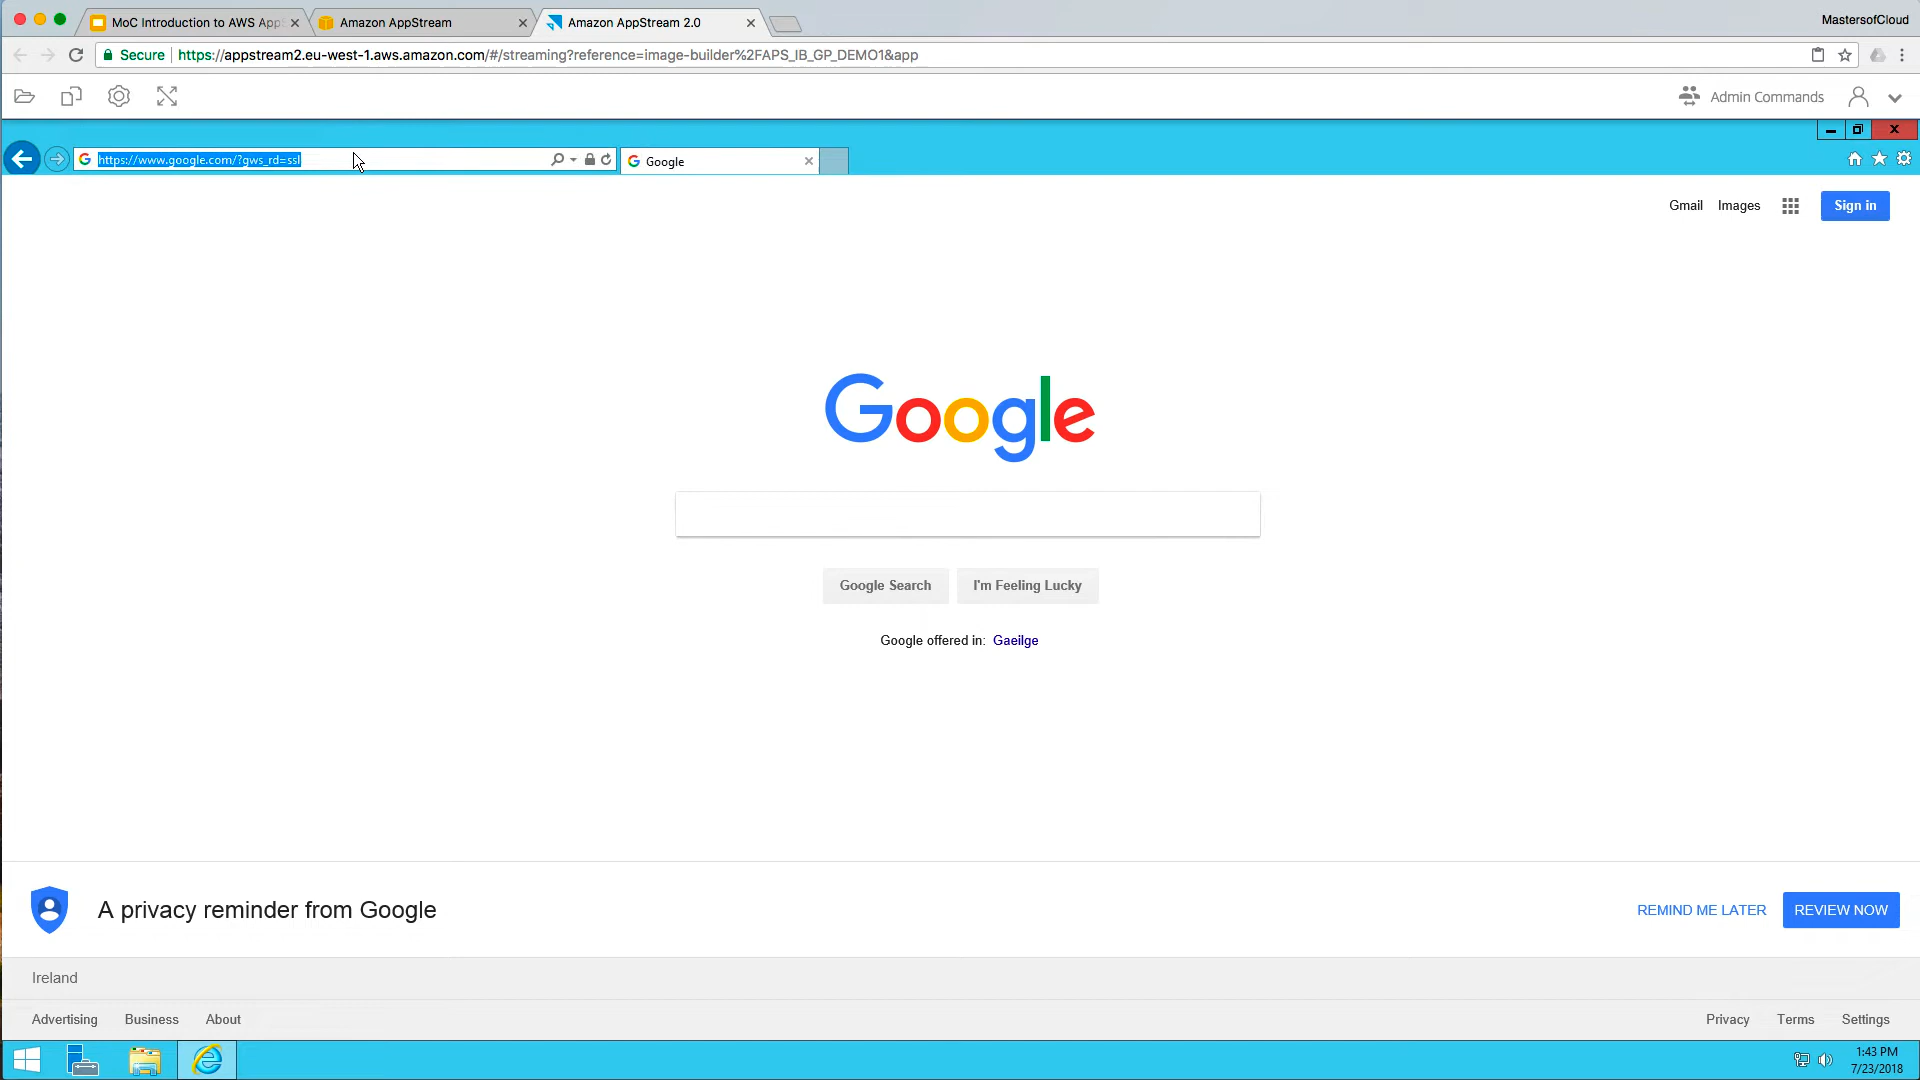 MoC Introduction to AWS App
Amazon AppStream
Amazon AppStream 2.0
MastersofCloud
Secure
https://appstream2.eu-west-1.aws.amazon.com/#/streaming?reference=image-builder%2FAPS_IB_GP_DEMO1&app
Admin Commands
https://www.google.com/?gws_rd=ssl
Google
Gmail
Images
Sign in
Google
Google Search
I'm Feeling Lucky
Google offered in: Gaeilge
A privacy reminder from Google
REMIND ME LATER
REVIEW NOW
Ireland
Advertising
Business
About
Privacy
Terms
Settings
1:43 PM
7/23/2018